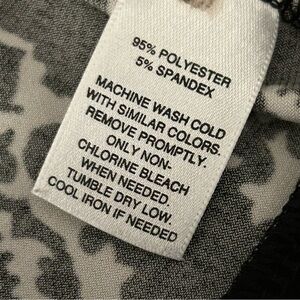 95% POLYESTER
5% SPANDEX
MACHINE WASH COLD
WITH SIMILAR COLORS.
REMOVE PROMPTLY.
ONLY NON-
CHLORINE BLEACH
WHEN NEEDED.
TUMBLE DRY LOW.
COOL IRON IF NEEDED